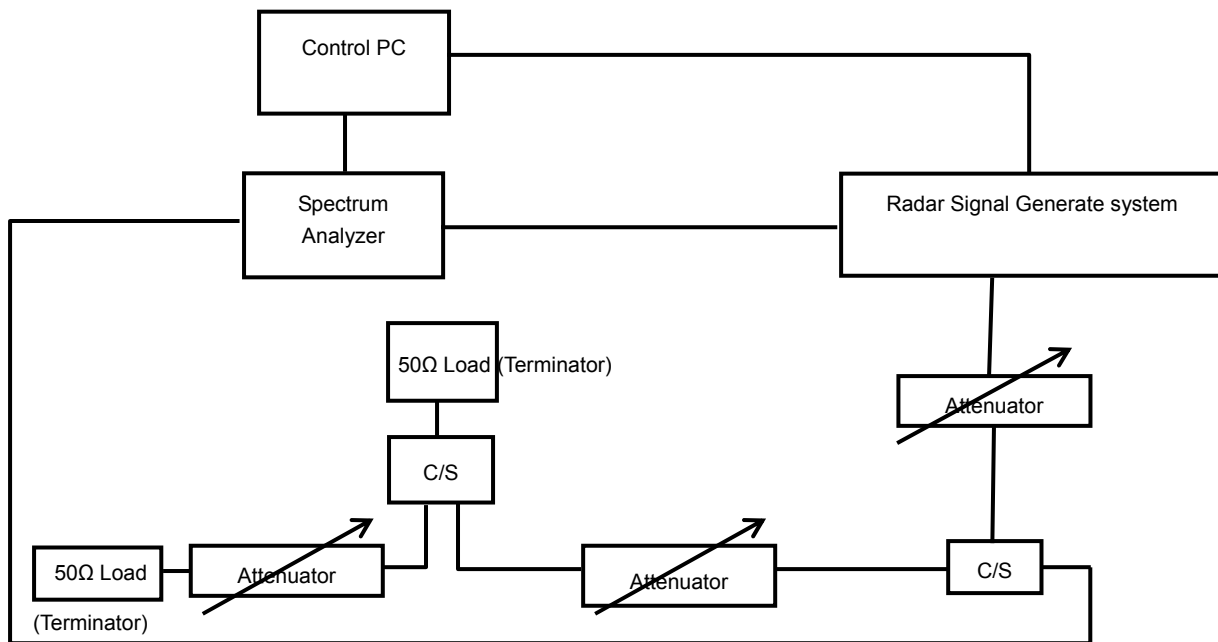 Control PC
Spectrum
Analyzer
Radar Signal Generate system
50Ω Load (Terminator)
Attenuator
C/S
50Ω Load
(Terminator)
Attenuator
Attenuator
C/S